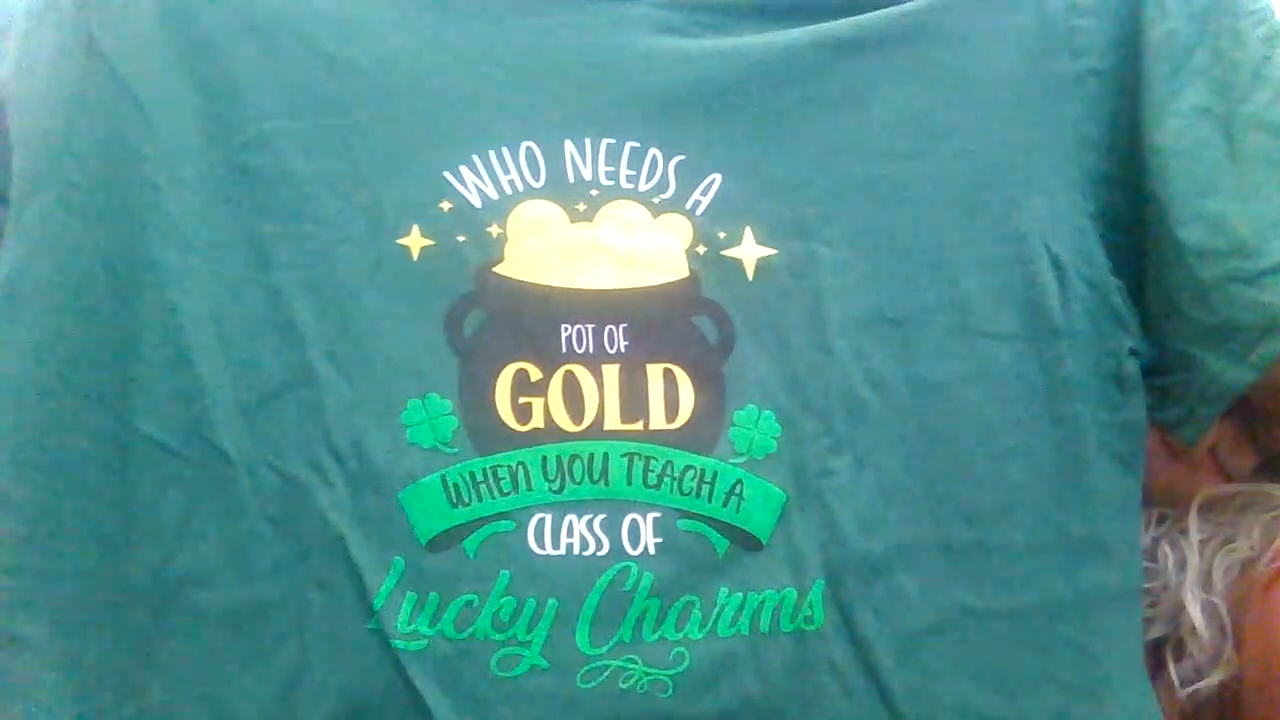 WHO NEEDS A
POT OF
GOLD
WHEN YOU TEACH A
CLASS OF
Lucky Charms